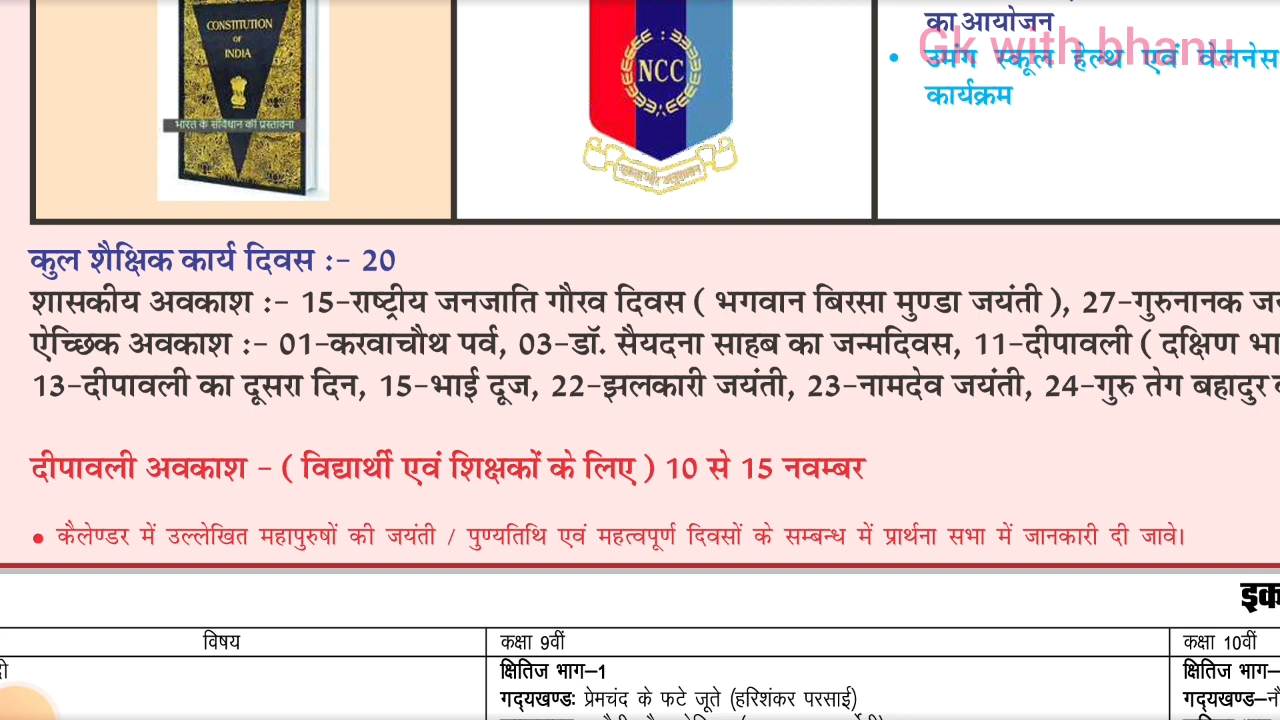 CONSTITUTION
OF
INDIA
भारत के संविधान की प्रस्तावना
NCC
का आयोजन
Gk with bhanu
• उमंग स्कूल हेल्थ एवं वेलनेस
कार्यक्रम
कुल शैक्षिक कार्य दिवस :- 20
शासकीय अवकाश :- 15-राष्ट्रीय जनजाति गौरव दिवस ( भगवान बिरसा मुण्डा जयंती ), 27-गुरुनानक
ऐच्छिक अवकाश :- 01-करवाचौथ पर्व, 03-डॉ. सैयदना साहब का जन्मदिवस, 11-दीपावली ( दक्षिण
13-दीपावली का दूसरा दिन, 15-भाई दूज, 22-झलकारी जयंती, 23-नामदेव जयंती, 24-गुरु तेग बहादुर
दीपावली अवकाश - ( विद्यार्थी एवं शिक्षकों के लिए ) 10 से 15 नवम्बर
• कैलेण्डर में उल्लेखित महापुरुषों की जयंती / पुण्यतिथि एवं महत्वपूर्ण दिवसों के सम्बन्ध में प्रार्थना सभा में जानकारी दी जावे।
विषय
कक्षा 9वीं
कक्षा 10वीं
क्षितिज भाग–1
क्षितिज भाग–
गद्यखण्डः प्रेमचंद के फटे जूते (हरिशंकर परसाई)
गद्यखण्ड–